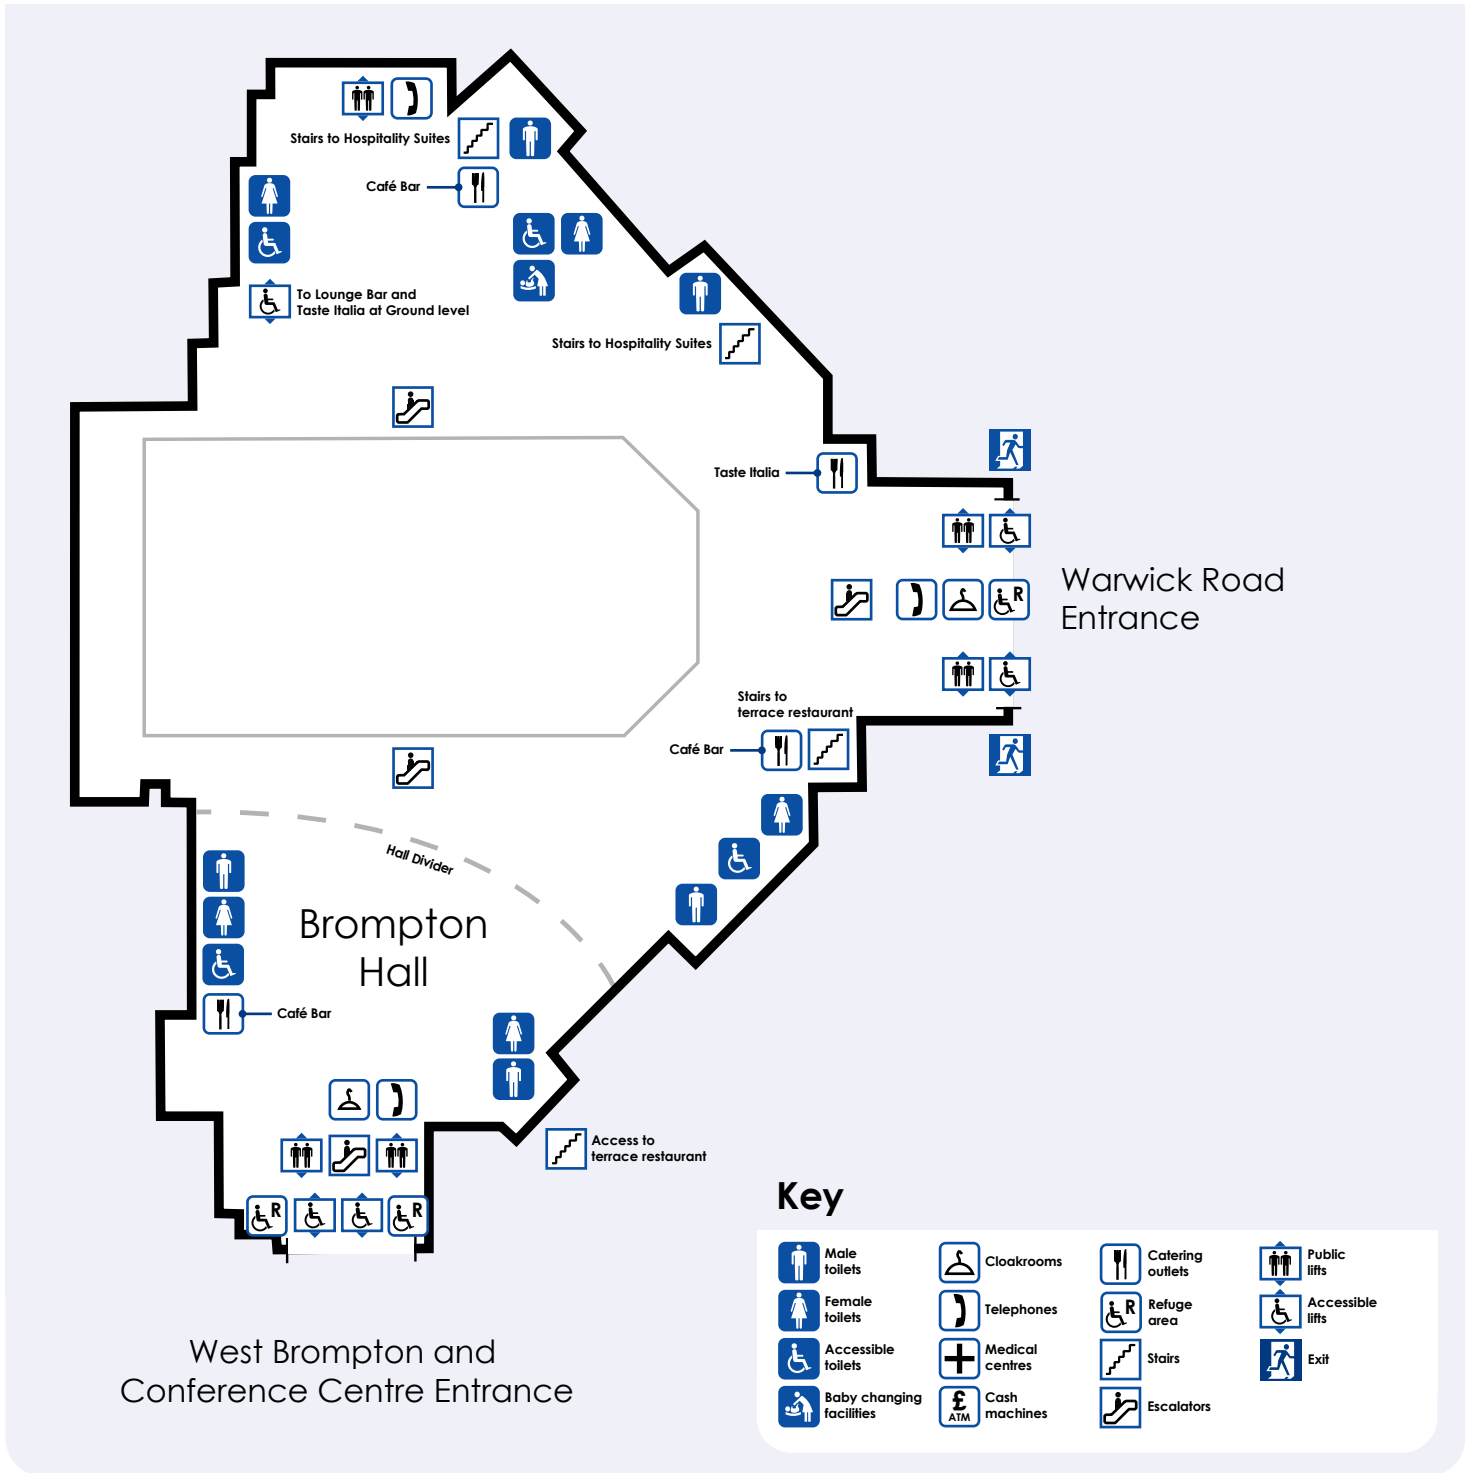 Stairs to Hospitality Suites
Café Bar
To Lounge Bar and
Taste Italia at Ground level
Stairs to Hospitality Suites
Taste Italia
Warwick Road
Entrance
R
Stairs to
terrace restaurant
Café Bar
Hall Divider
Brompton
Hall
Café Bar
Access to
terrace restaurant
R
R
West Brompton and
Conference Centre Entrance
Key
Male
toilets
Female
toilets
Accessible
toilets
Baby changing
facilities
Cloakrooms
Telephones
Medical
centres
£
ATM
Cash
machines
Catering
outlets
R
Refuge
area
Stairs
Escalators
Public
lifts
Accessible
lifts
Exit